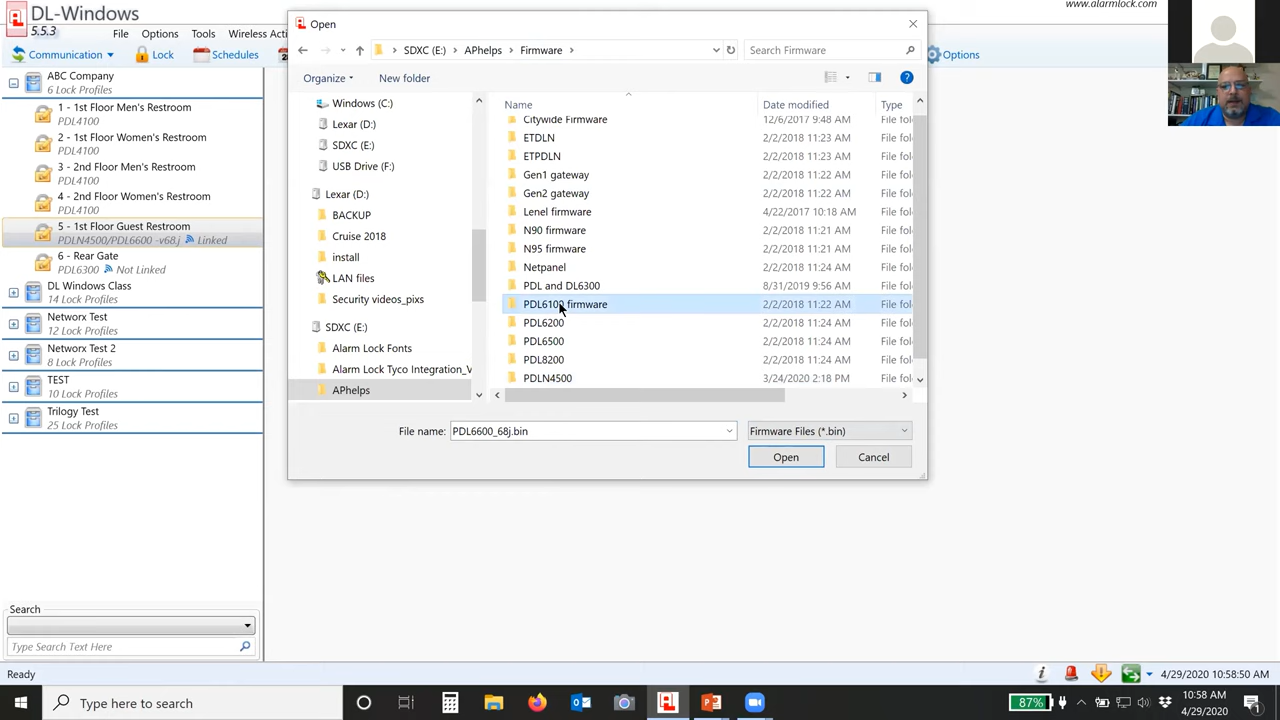 DL-Windows
5.5.3
File Options Tools Wireless Acti
www.alarmlock.com
Communication Lock Schedules Options
ABC Company
6 Lock Profiles
1 - 1st Floor Men's Restroom
PDL4100
2 - 1st Floor Women's Restroom
PDL4100
3 - 2nd Floor Men's Restroom
PDL4100
4 - 2nd Floor Women's Restroom
PDL4100
5 - 1st Floor Guest Restroom
PDLN4500/PDL6600 -v68.j Linked
6 - Rear Gate
PDL6300 Not Linked
DL Windows Class
14 Lock Profiles
Networx Test
12 Lock Profiles
Networx Test 2
8 Lock Profiles
TEST
10 Lock Profiles
Trilogy Test
25 Lock Profiles
Search
Type Search Text Here
Ready
Open
SDXC (E:) APhelps Firmware
Search Firmware
Organize New folder
Windows (C:)
Lexar (D:)
SDXC (E:)
USB Drive (F:)
Lexar (D:)
BACKUP
Cruise 2018
install
LAN files
Security videos_pixs
SDXC (E:)
Alarm Lock Fonts
Alarm Lock Tyco Integration_V
APhelps
Name Date modified Type
Citywide Firmware 12/6/2017 9:48 AM File fol
ETDLN 2/2/2018 11:23 AM File fol
ETPDLN 2/2/2018 11:23 AM File fol
Gen1 gateway 2/2/2018 11:22 AM File fol
Gen2 gateway 2/2/2018 11:22 AM File fol
Lenel firmware 4/22/2017 10:18 AM File fol
N90 firmware 2/2/2018 11:21 AM File fol
N95 firmware 2/2/2018 11:21 AM File fol
Netpanel 2/2/2018 11:24 AM File fol
PDL and DL6300 8/31/2019 9:56 AM File fol
PDL6100 firmware 2/2/2018 11:22 AM File fol
PDL6200 2/2/2018 11:24 AM File fol
PDL6500 2/2/2018 11:24 AM File fol
PDL8200 2/2/2018 11:24 AM File fol
PDLN4500 3/24/2020 2:18 PM File fol
File name: PDL6600_68j.bin Firmware Files (*.bin)
Open Cancel
4/29/2020 10:58:50 AM
Type here to search
87%
10:58 AM
4/29/2020
1